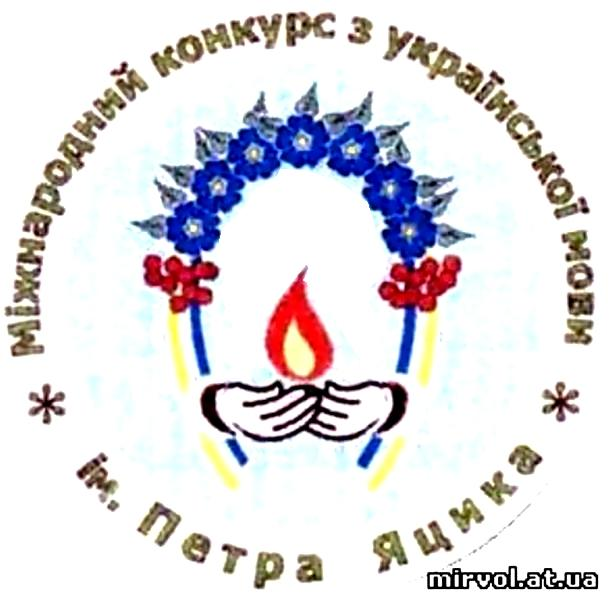 Міжнародний конкурс з української мови
* ім. Петра Яцика *
mirvol.at.ua